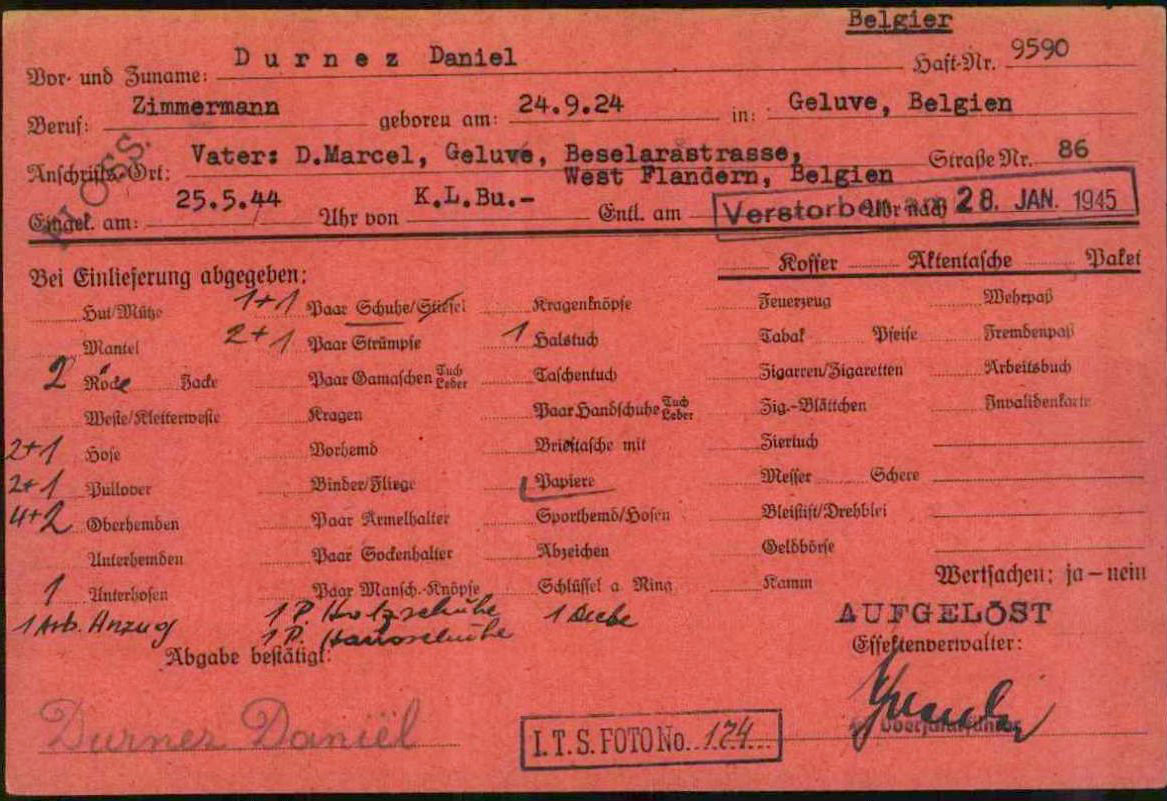 Belgier
Vor- und Zuname: Durnez Daniel Haft-Nr. 9590
Beruf: Zimmermann geboren am: 24.9.24 in: Geluve, Belgien
Anschrifts-Ort: Vater: D.Marcel, Geluve, Beselarastrasse, Straße Nr. 86
West Flandern, Belgien
Eingel. am: 25.5.44 Uhr von K.L.Bu.- Entl. am Uhr nach
Verstorben am 28. JAN. 1945
Bei Einlieferung abgegeben: Koffer Aktentasche Paket
Hut/Mütze 1+1 Paar Schuhe/Stiefel Kragenknöpfe Feuerzeug Wehrpaß
Mantel 2+1 Paar Strümpfe 1 Halstuch Tabak Pfeife Fremdenpaß
2 Röcke Jacke Paar Gamaschen Tuch Leder Taschentuch Zigarren/Zigaretten Arbeitsbuch
Weste/Kletterweste Kragen Paar Handschuhe Tuch Leder Zig.-Blättchen Invalidenkarte
2+1 Hose Vorhemd Brieftasche mit Ziertuch
2+1 Pullover Binder/Fliege Papiere Messer Schere
4+2 Oberhemden Paar Ärmelhalter Sporthemd/Hosen Bleistift/Drehblei
Unterhemden Paar Sockenhalter Abzeichen Geldbörse
1 Unterhosen Paar Mansch.-Knöpfe Schlüssel a Ring Kamm Wertsachen: ja - nein
1 Arb. Anzug 1 P. Holzschuhe
1 P. Handschuhe
AUFGELÖST
Abgabe bestätigt: Effektenverwalter:
Durnez Daniël
I.T.S. FOTO No. 174